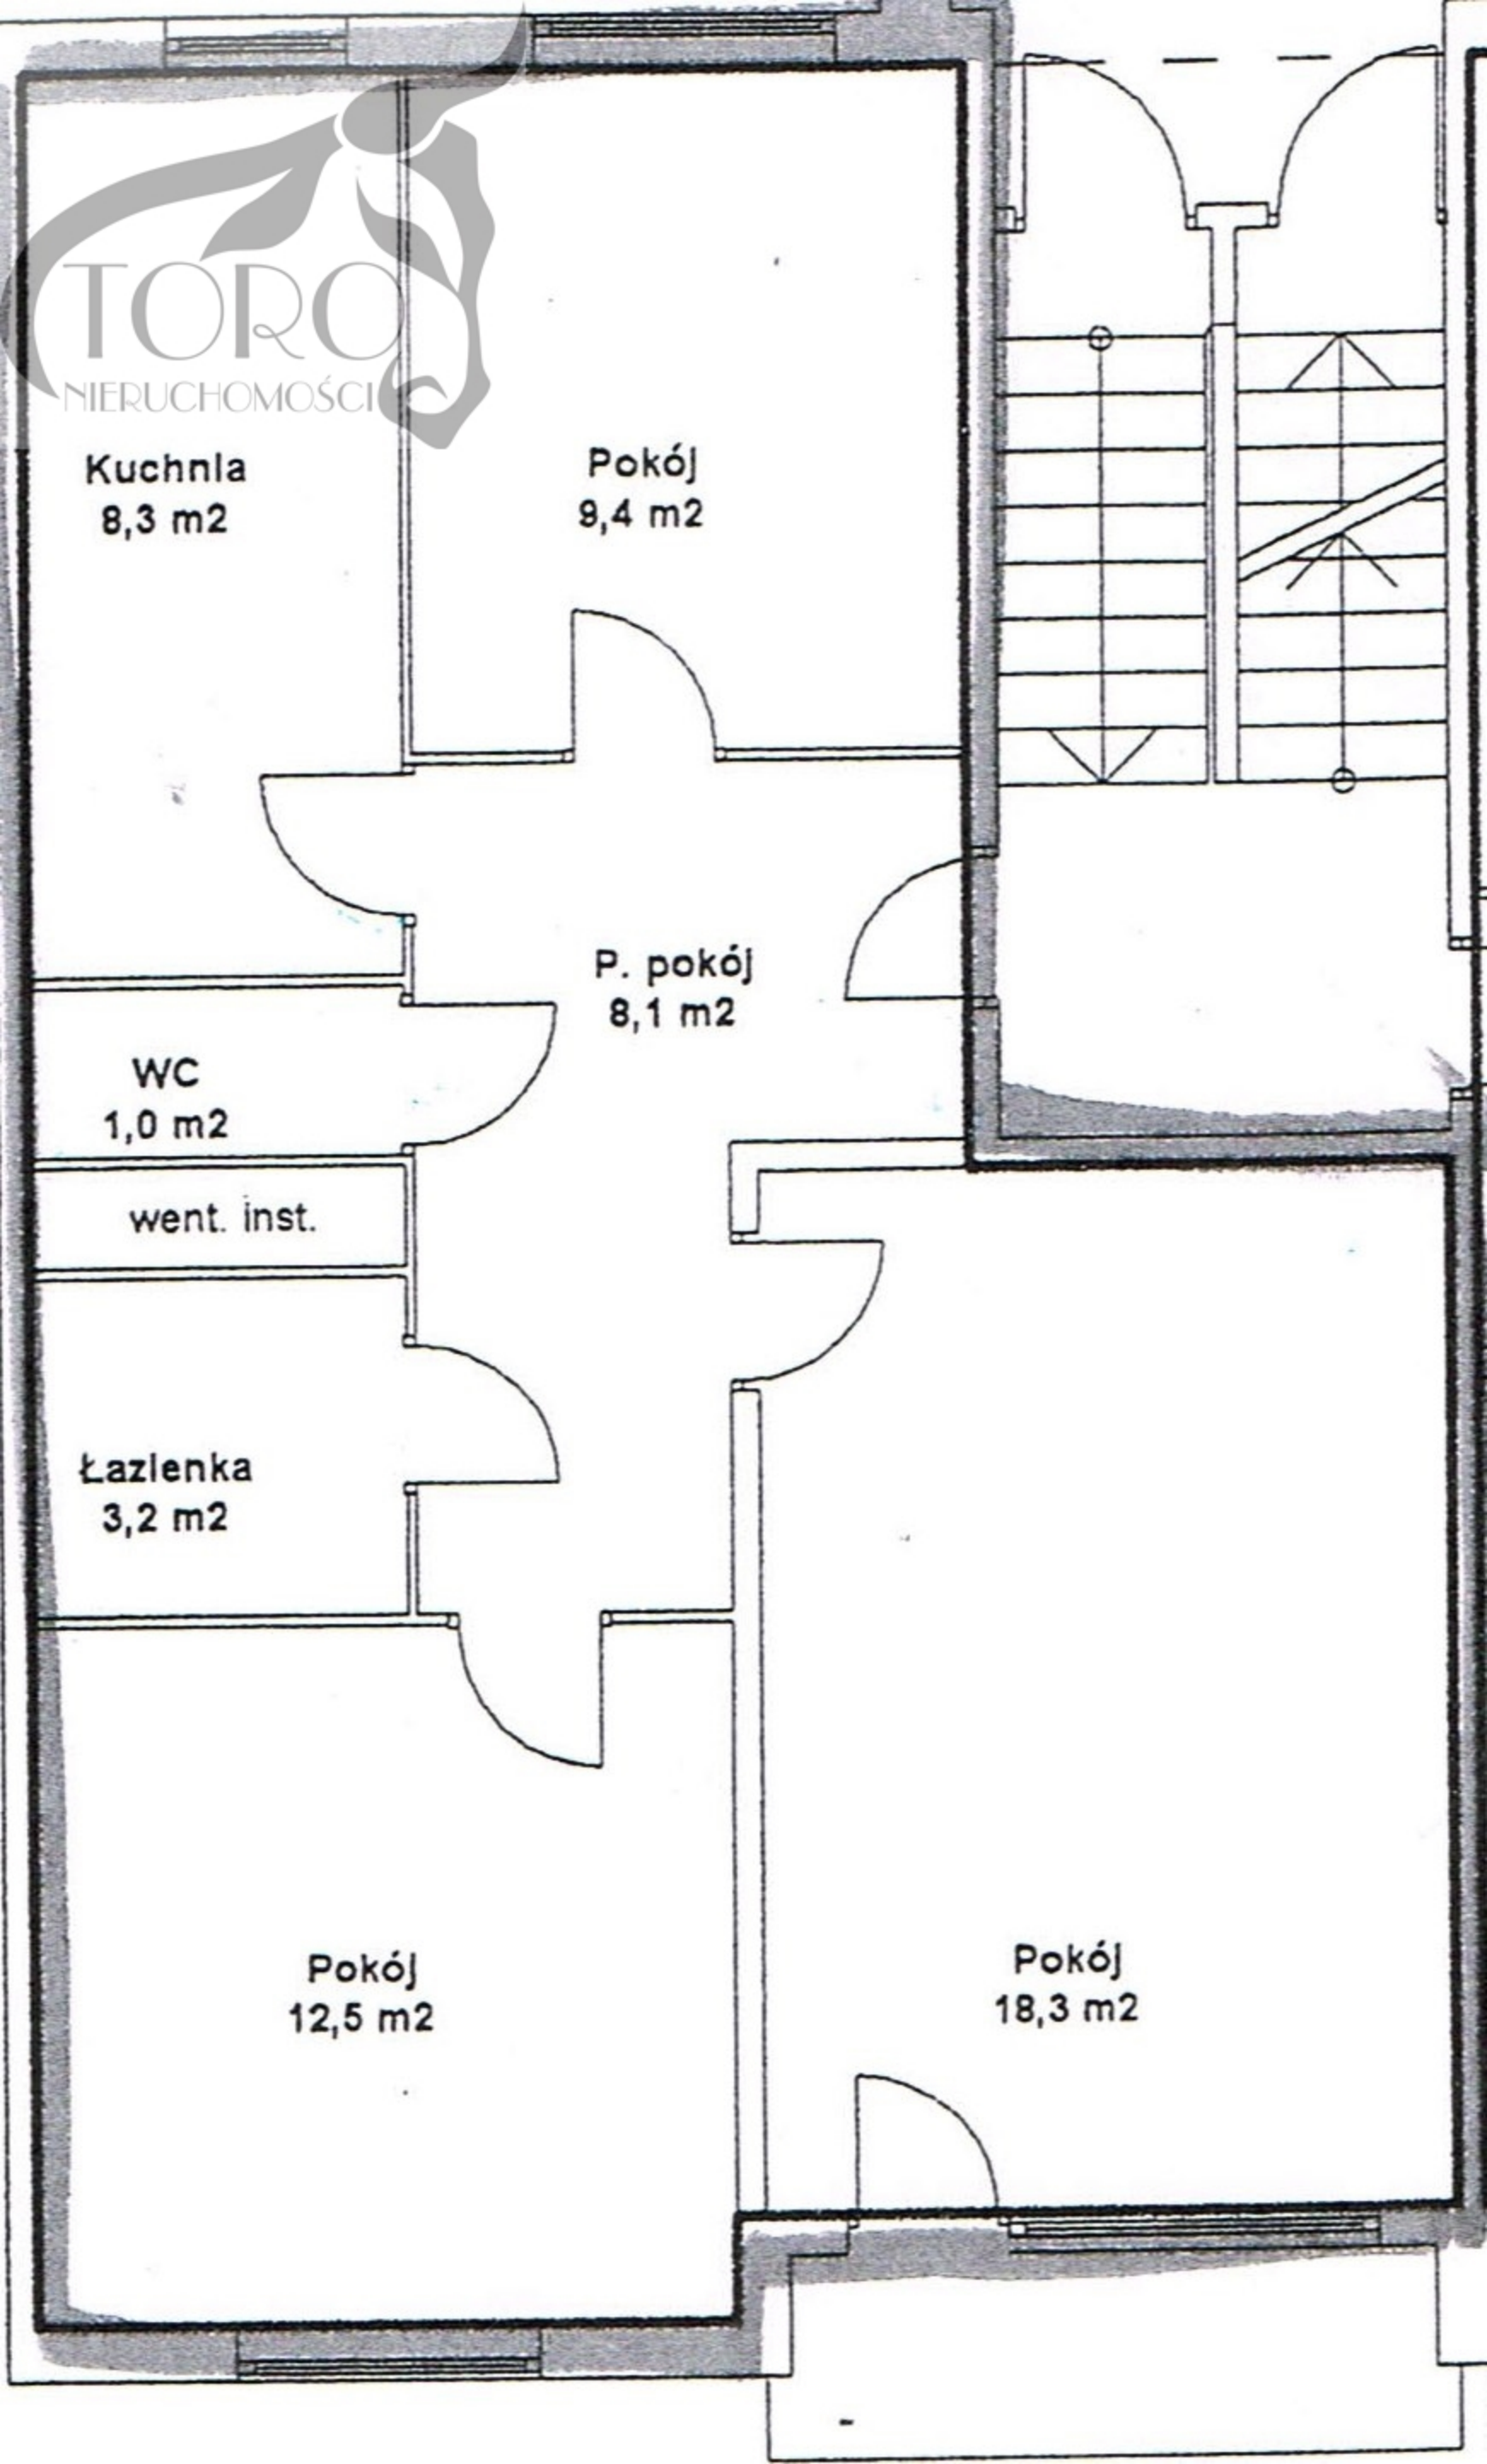 TORO
NIERUCHOMOŚCI
Kuchnia
8,3 m2
Pokój
9,4 m2
P. pokój
8,1 m2
WC
1,0 m2
went. inst.
Łazienka
3,2 m2
Pokój
12,5 m2
Pokój
18,3 m2